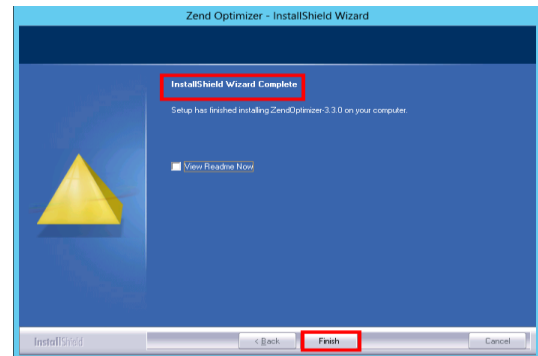 Zend Optimizer - InstallShield Wizard
InstallShield Wizard Complete
Setup has finished installing ZendOptimizer-3.3.0 on your computer.
View Readme Now
InstallShield
< Back
Finish
Cancel